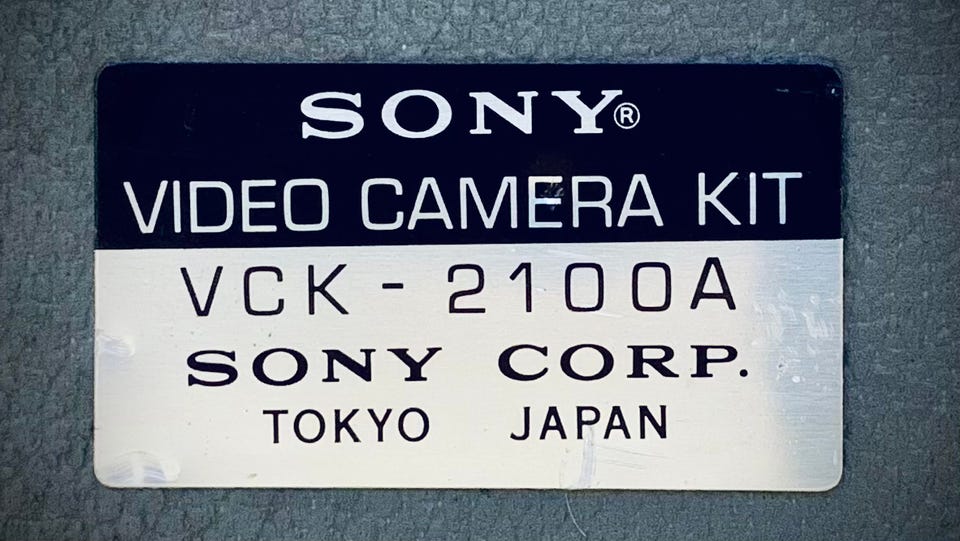 SONY®
VIDEO CAMERA KIT
VCK - 2100A
SONY CORP.
TOKYO JAPAN